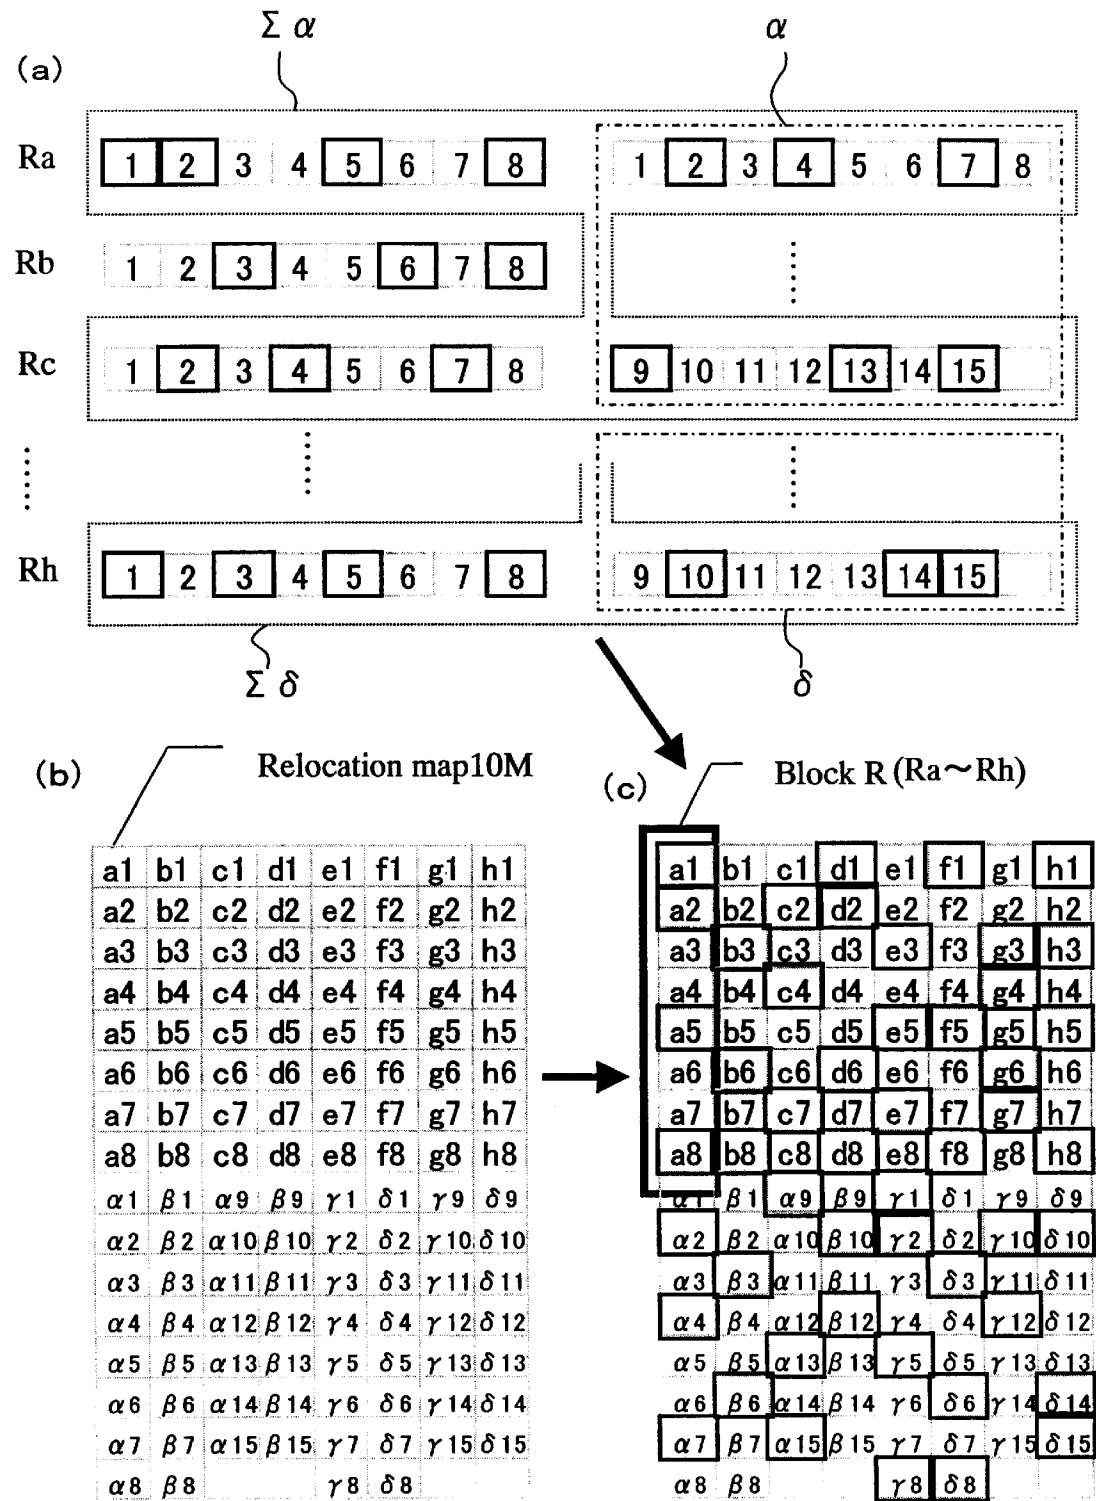 Σ α α
(a)
Ra 1 2 3 4 5 6 7 8 1 2 3 4 5 6 7 8
Rb 1 2 3 4 5 6 7 8
Rc 1 2 3 4 5 6 7 8 9 10 11 12 13 14 15
Rh 1 2 3 4 5 6 7 8 9 10 11 12 13 14 15
Σ δ δ
(b) Relocation map10M
a1 b1 c1 d1 e1 f1 g1 h1
a2 b2 c2 d2 e2 f2 g2 h2
a3 b3 c3 d3 e3 f3 g3 h3
a4 b4 c4 d4 e4 f4 g4 h4
a5 b5 c5 d5 e5 f5 g5 h5
a6 b6 c6 d6 e6 f6 g6 h6
a7 b7 c7 d7 e7 f7 g7 h7
a8 b8 c8 d8 e8 f8 g8 h8
α1 β1 α9 β9 γ1 δ1 γ9 δ9
α2 β2 α10 β10 γ2 δ2 γ10 δ10
α3 β3 α11 β11 γ3 δ3 γ11 δ11
α4 β4 α12 β12 γ4 δ4 γ12 δ12
α5 β5 α13 β13 γ5 δ5 γ13 δ13
α6 β6 α14 β14 γ6 δ6 γ14 δ14
α7 β7 α15 β15 γ7 δ7 γ15 δ15
α8 β8 γ8 δ8
(c) Block R (Ra～Rh)
a1 b1 c1 d1 e1 f1 g1 h1
a2 b2 c2 d2 e2 f2 g2 h2
a3 b3 c3 d3 e3 f3 g3 h3
a4 b4 c4 d4 e4 f4 g4 h4
a5 b5 c5 d5 e5 f5 g5 h5
a6 b6 c6 d6 e6 f6 g6 h6
a7 b7 c7 d7 e7 f7 g7 h7
a8 b8 c8 d8 e8 f8 g8 h8
α1 β1 α9 β9 γ1 δ1 γ9 δ9
α2 β2 α10 β10 γ2 δ2 γ10 δ10
α3 β3 α11 β11 γ3 δ3 γ11 δ11
α4 β4 α12 β12 γ4 δ4 γ12 δ12
α5 β5 α13 β13 γ5 δ5 γ13 δ13
α6 β6 α14 β14 γ6 δ6 γ14 δ14
α7 β7 α15 β15 γ7 δ7 γ15 δ15
α8 β8 γ8 δ8